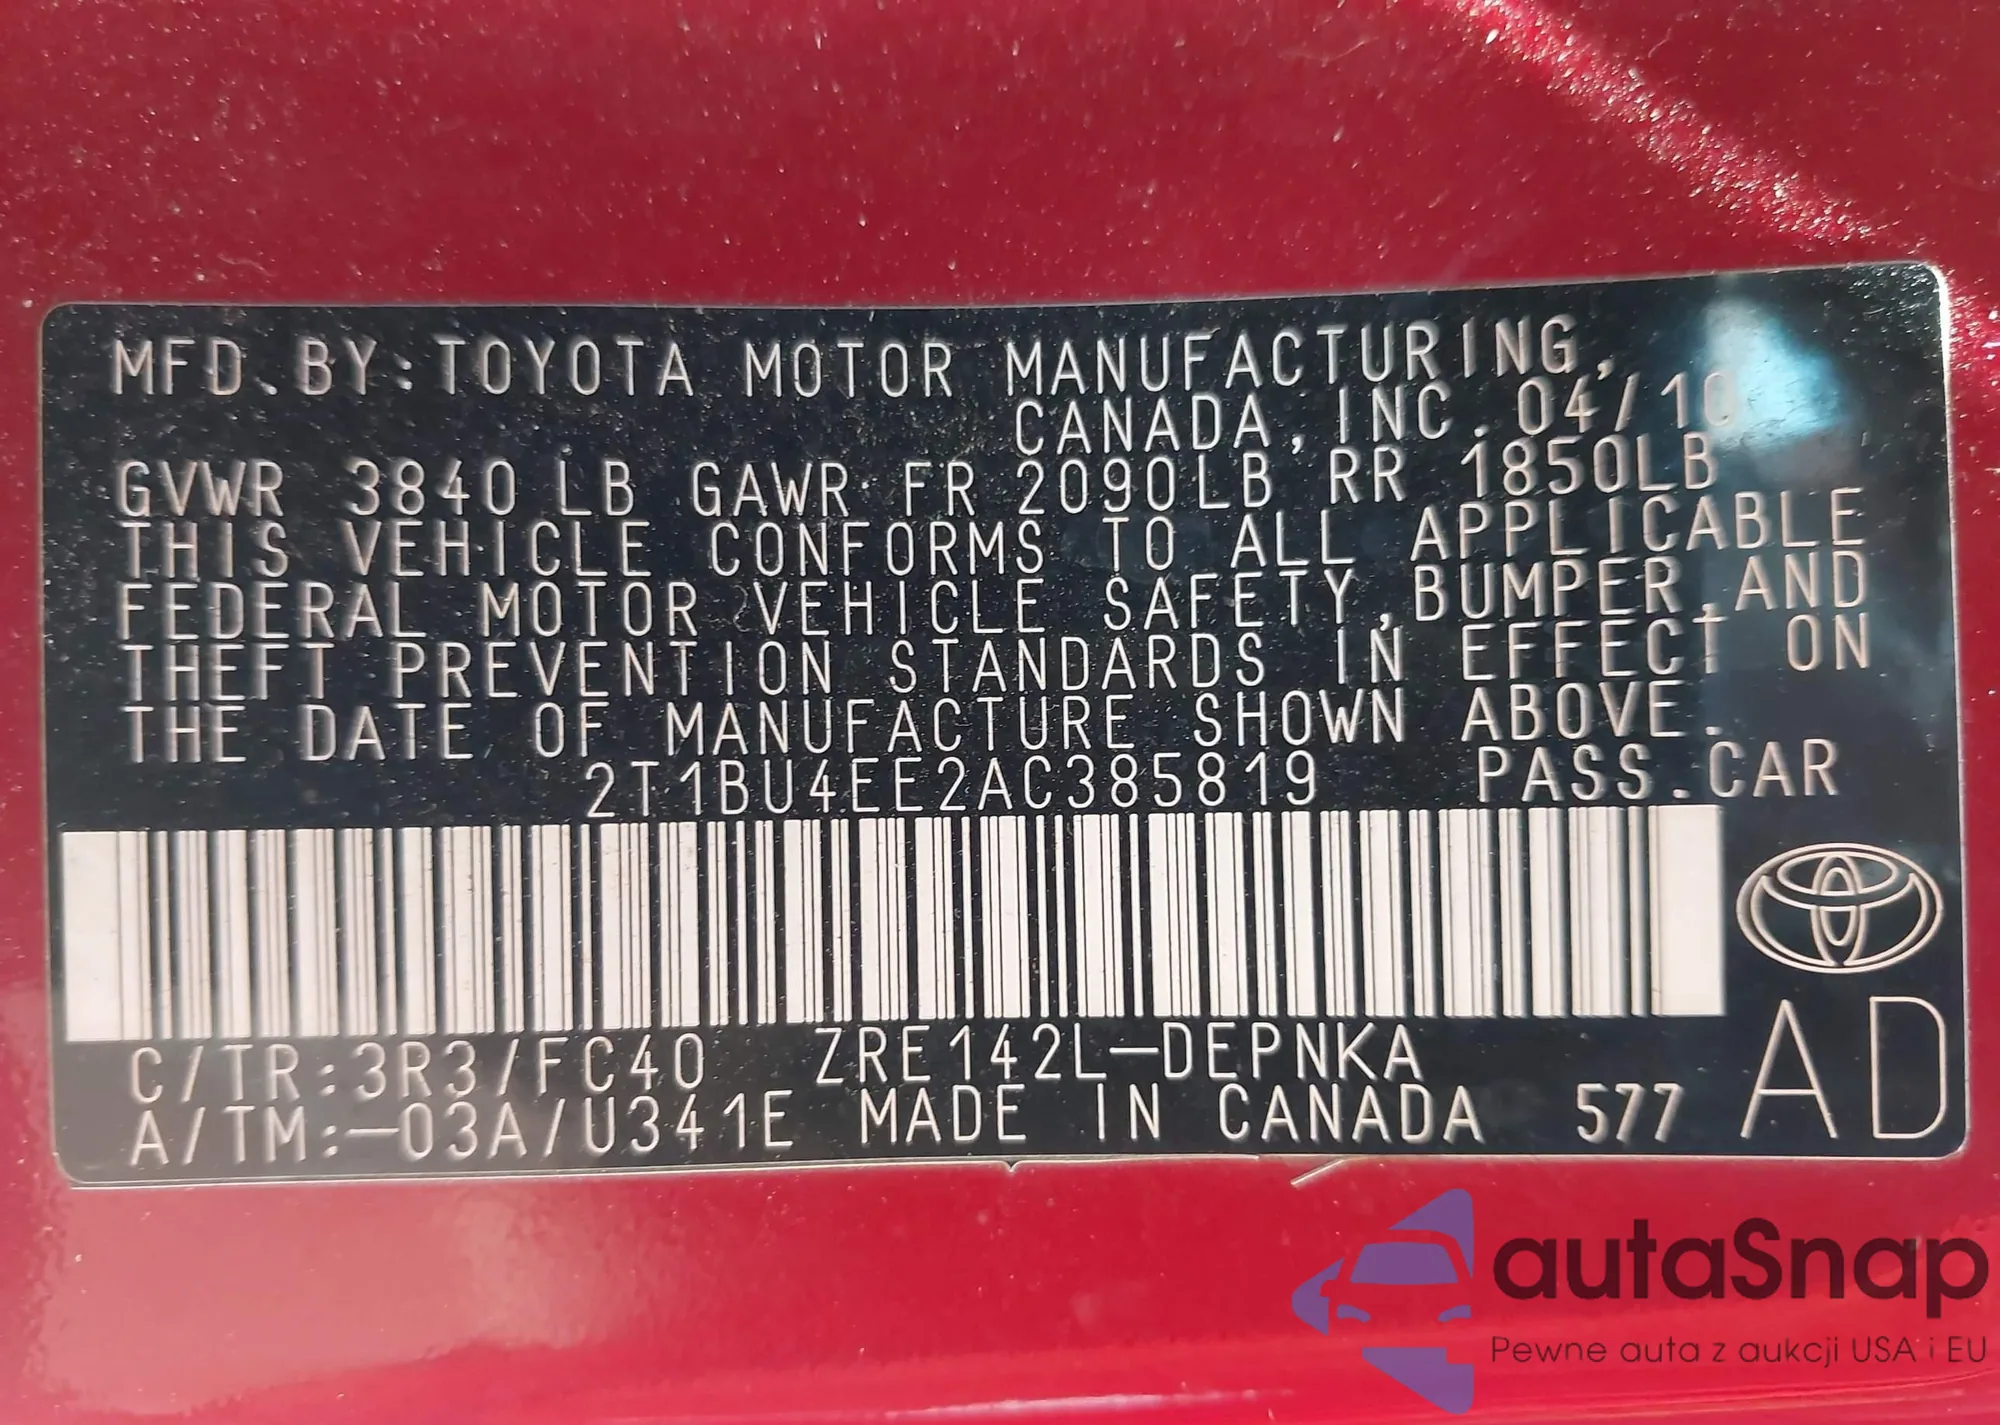 MFD. BY: TOYOTA MOTOR MANUFACTURING,
CANADA, INC. 04/10
GVWR 3840 LB GAWR FR 2090LB RR 1850LB
THIS VEHICLE CONFORMS TO ALL APPLICABLE
FEDERAL MOTOR VEHICLE SAFETY, BUMPER, AND
THEFT PREVENTION STANDARDS IN EFFECT ON
THE DATE OF MANUFACTURE SHOWN ABOVE.
2T1BU4EE2AC385819 PASS. CAR
C/TR:3R3/FC40 ZRE142L-DEPNKA
A/TM:-03A/U341E MADE IN CANADA 577
AD
autaSnap
Pewne auta z aukcji USA i EU